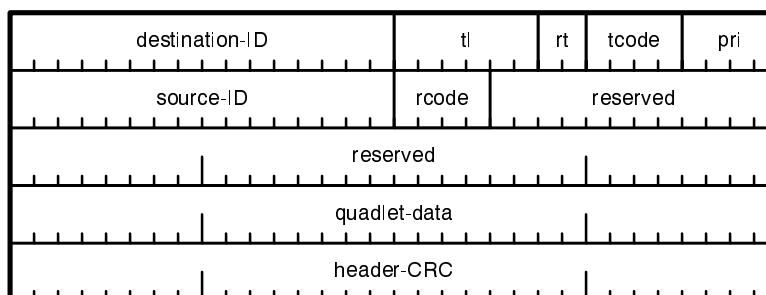 destination-ID tl rt tcode pri
source-ID rcode reserved
reserved
quadlet-data
header-CRC